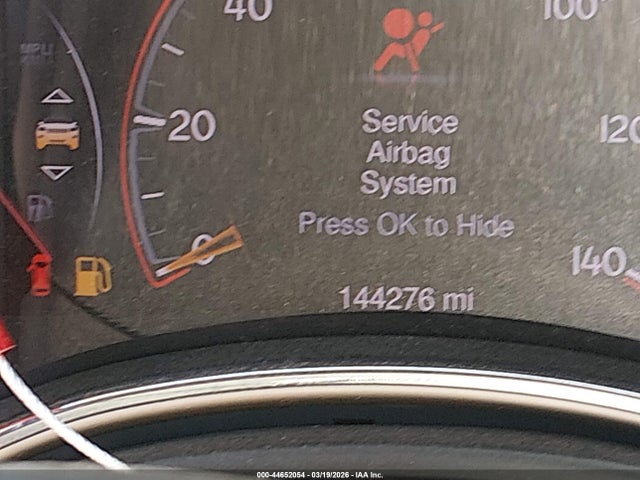 40
100
MPH
20
Service
Airbag
System
120
Press OK to Hide
0
140
144276 mi
000-44652054 - 03/19/2026 - IAA Inc.